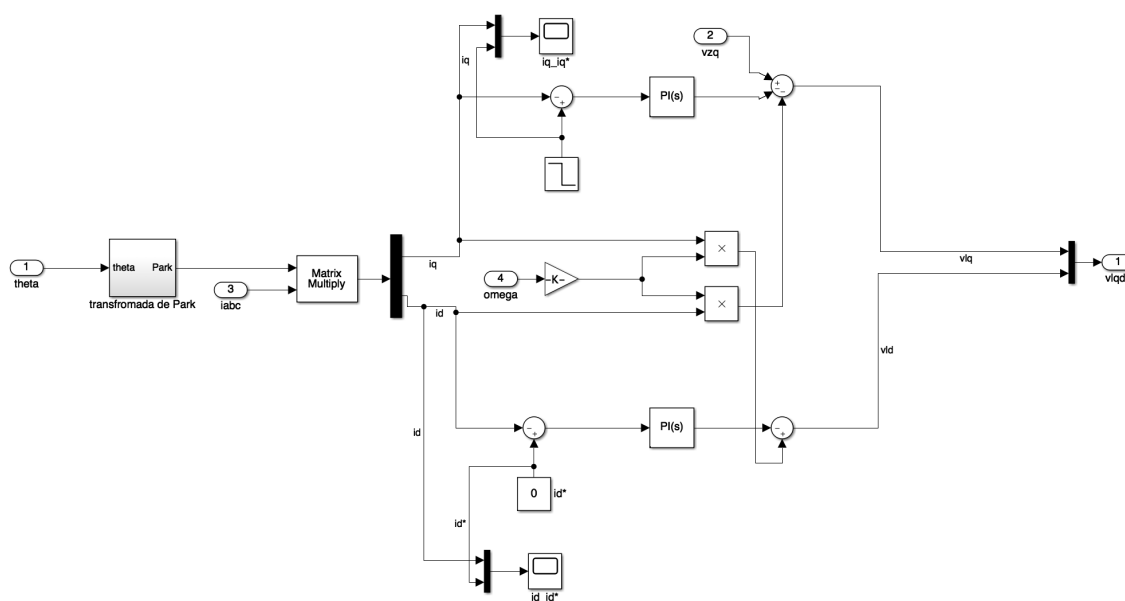 2
vzq
iq_iq*
iq
-
+
PI(s)
+
-
-
theta
Park
transfromada de Park
1
theta
3
iabc
Matrix
Multiply
iq
id
4
omega
-K-
×
×
vlq
1
vlqd
vld
id
-
+
PI(s)
-
+
0
id*
id*
id_id*